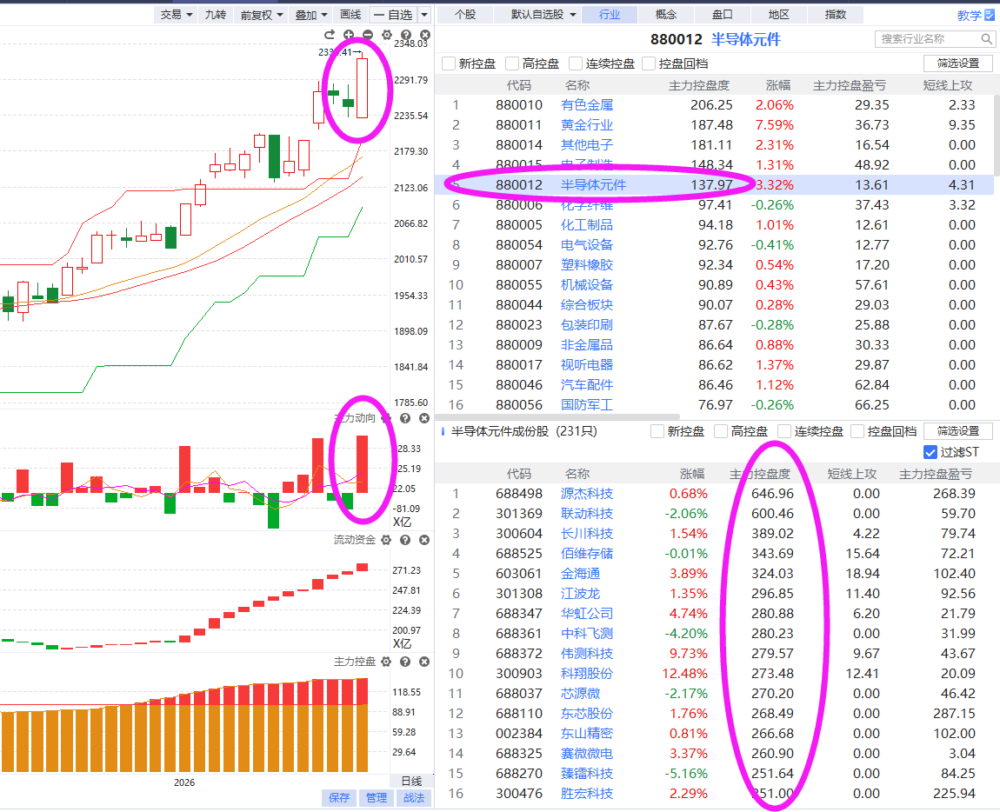 交易 九转 前复权 叠加 画线 自选 个股 默认自选股 行业 概念 盘口 地区 指数 教学
880012 半导体元件 搜索行业名称
新控盘 高控盘 连续控盘 控盘回档 筛选设置
代码 名称 主力控盘度 涨幅 主力控盘盈亏 短线上攻
1 880010 有色金属 206.25 2.06% 29.35 2.33
2 880011 黄金行业 187.48 7.59% 36.73 9.35
3 880014 其他电子 181.11 2.31% 16.54 0.00
4 880015 电子制造 148.34 1.31% 48.92 0.00
5 880012 半导体元件 137.97 3.32% 13.61 4.31
6 880006 化学纤维 97.41 -0.26% 37.43 3.32
7 880005 化工制品 94.18 1.01% 12.61 0.00
8 880054 电气设备 92.76 -0.41% 12.77 0.00
9 880007 塑料橡胶 92.34 0.54% 17.20 0.00
10 880055 机械设备 90.89 0.43% 57.61 0.00
11 880044 综合板块 90.07 0.28% 29.03 0.00
12 880023 包装印刷 87.67 -0.28% 25.88 0.00
13 880009 非金属品 86.64 0.88% 30.33 0.00
14 880017 视听电器 86.62 1.37% 29.87 0.00
15 880046 汽车配件 86.46 1.12% 62.84 0.00
16 880056 国防军工 76.97 -0.26% 66.25 0.00
半导体元件成份股 (231只) 新控盘 高控盘 连续控盘 控盘回档 筛选设置
过滤ST
代码 名称 涨幅 主力控盘度 短线上攻 主力控盘盈亏
1 688498 源杰科技 0.68% 646.96 0.00 268.39
2 301369 联动科技 -2.06% 600.46 0.00 59.70
3 300604 长川科技 1.54% 389.02 4.22 79.74
4 688525 佰维存储 -0.01% 343.69 15.64 72.21
5 603061 金海通 3.89% 324.03 18.94 102.40
6 301308 江波龙 1.35% 296.85 11.40 92.56
7 688347 华虹公司 4.74% 280.88 6.20 21.79
8 688361 中科飞测 -4.20% 280.23 0.00 31.99
9 688372 伟测科技 9.73% 279.57 9.67 43.67
10 300903 科翔股份 12.48% 273.48 12.41 20.09
11 688037 芯源微 -2.17% 270.20 0.00 46.42
12 688110 东芯股份 1.76% 268.49 0.00 287.15
13 002384 东山精密 0.81% 266.68 0.00 102.00
14 688325 赛微微电 3.37% 260.90 0.00 3.04
15 688270 臻镭科技 -5.16% 251.64 0.00 84.25
16 300476 胜宏科技 2.29% 251.00 0.00 225.94
2348.03
2291.79
2235.54
2179.30
2123.06
2066.82
2010.57
1954.33
1898.09
1841.84
1785.60
主力动向
28.33
25.19
22.05
-81.09
X亿
流动资金
271.23
247.81
224.39
200.97
X亿
主力控盘
118.55
88.91
59.28
29.64
2026 日线
保存 管理 战法